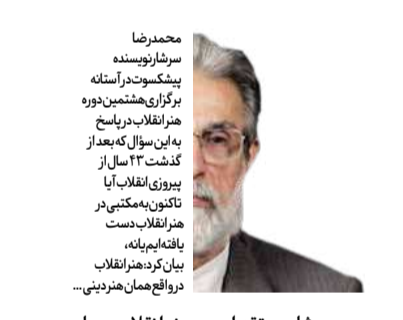 محمدرضا
سرشار نویسنده
پیشکسوت در آستانه
برگزاری هشتمین دوره
هنر انقلاب در پاسخ
به این سؤال که بعد از
گذشت ۴۳ سال از
پیروزی انقلاب آیا
تاکنون به مکتبی در
هنر انقلاب دست
یافته‌ایم یا نه،
بیان کرد: هنر انقلاب
در واقع همان هنر دینی ...